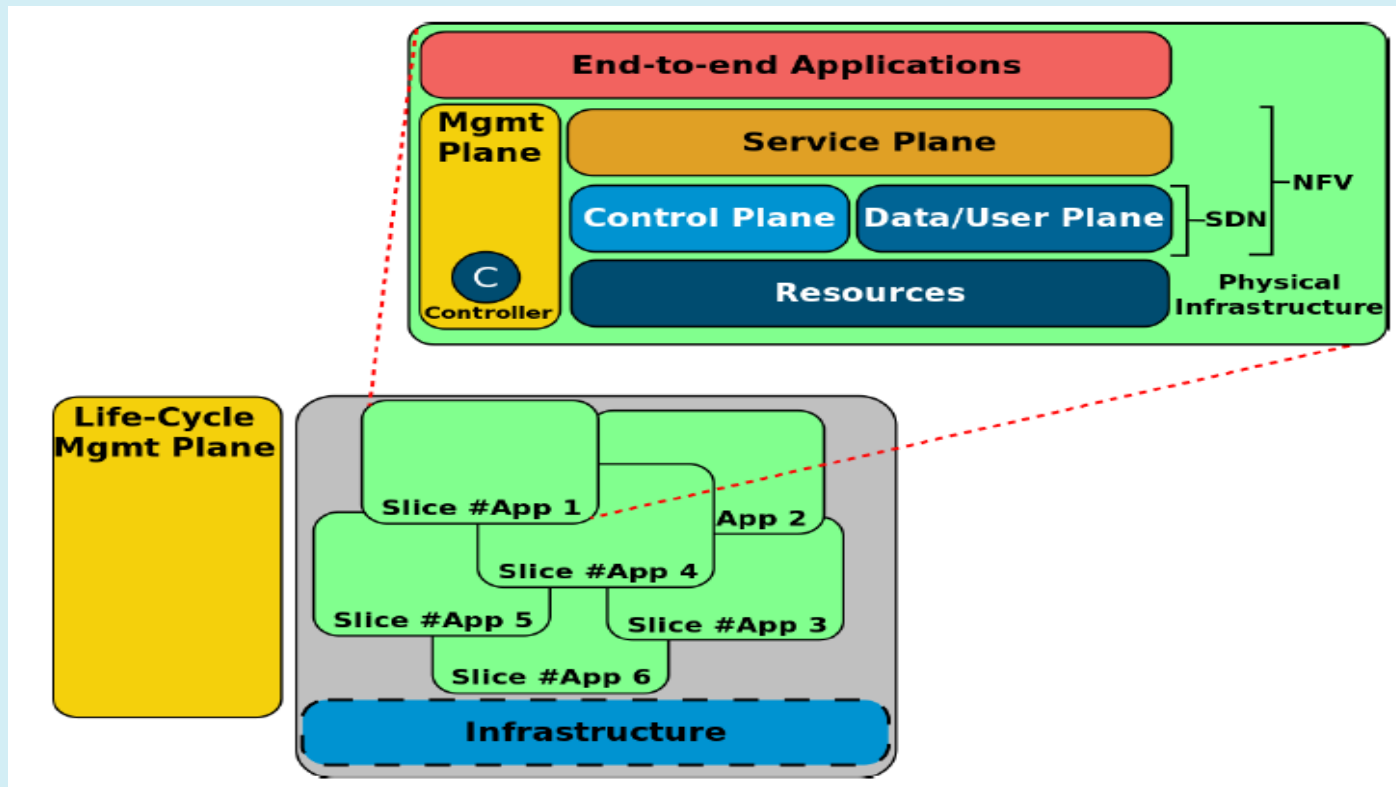 End-to-end Applications
Mgmt
Plane
Service Plane
NFV
Control Plane
Data/User Plane
SDN
C
Controller
Resources
Physical
Infrastructure
Life-Cycle
Mgmt Plane
Slice #App 1
App 2
Slice #App 4
Slice #App 5
Slice #App 3
Slice #App 6
Infrastructure